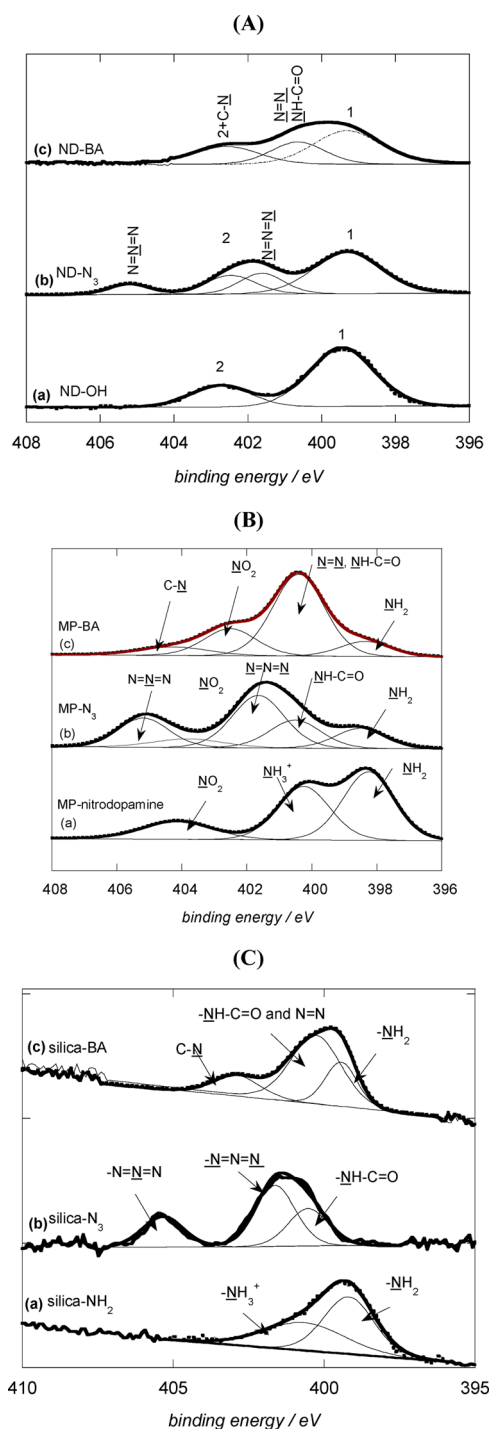 (A)
2+C-N
N=N
NH-C=O
1
(c) ND-BA
N=N=N
2
N=N=N
1
(b) ND-N3
2
1
(a) ND-OH
408 406 404 402 400 398 396
binding energy / eV
(B)
N=N, NH-C=O
C-N
NO2
NH2
MP-BA
(c)
N=N=N
NO2
N=N=N
NH-C=O
NH2
MP-N3
(b)
NO2
NH3+
NH2
MP-nitrodopamine
(a)
408 406 404 402 400 398 396
binding energy / eV
(C)
-NH-C=O and N=N
C-N
-NH2
(c) silica-BA
-N=N=N
-N=N=N
-NH-C=O
(b) silica-N3
-NH3+
-NH2
(a) silica-NH2
410 405 400 395
binding energy / eV